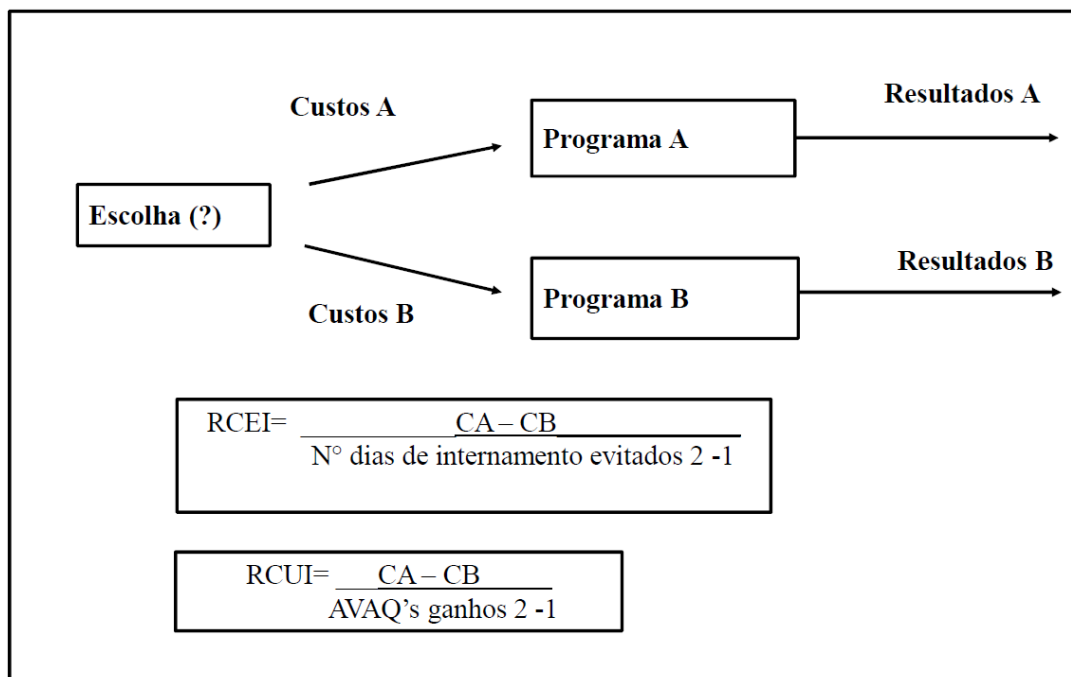 Custos A
Resultados A
Programa A
Escolha (?)
Resultados B
Programa B
Custos B
RCEI= CA – CB
N° dias de internamento evitados 2 -1
RCUI= CA – CB
AVAQ’s ganhos 2 -1